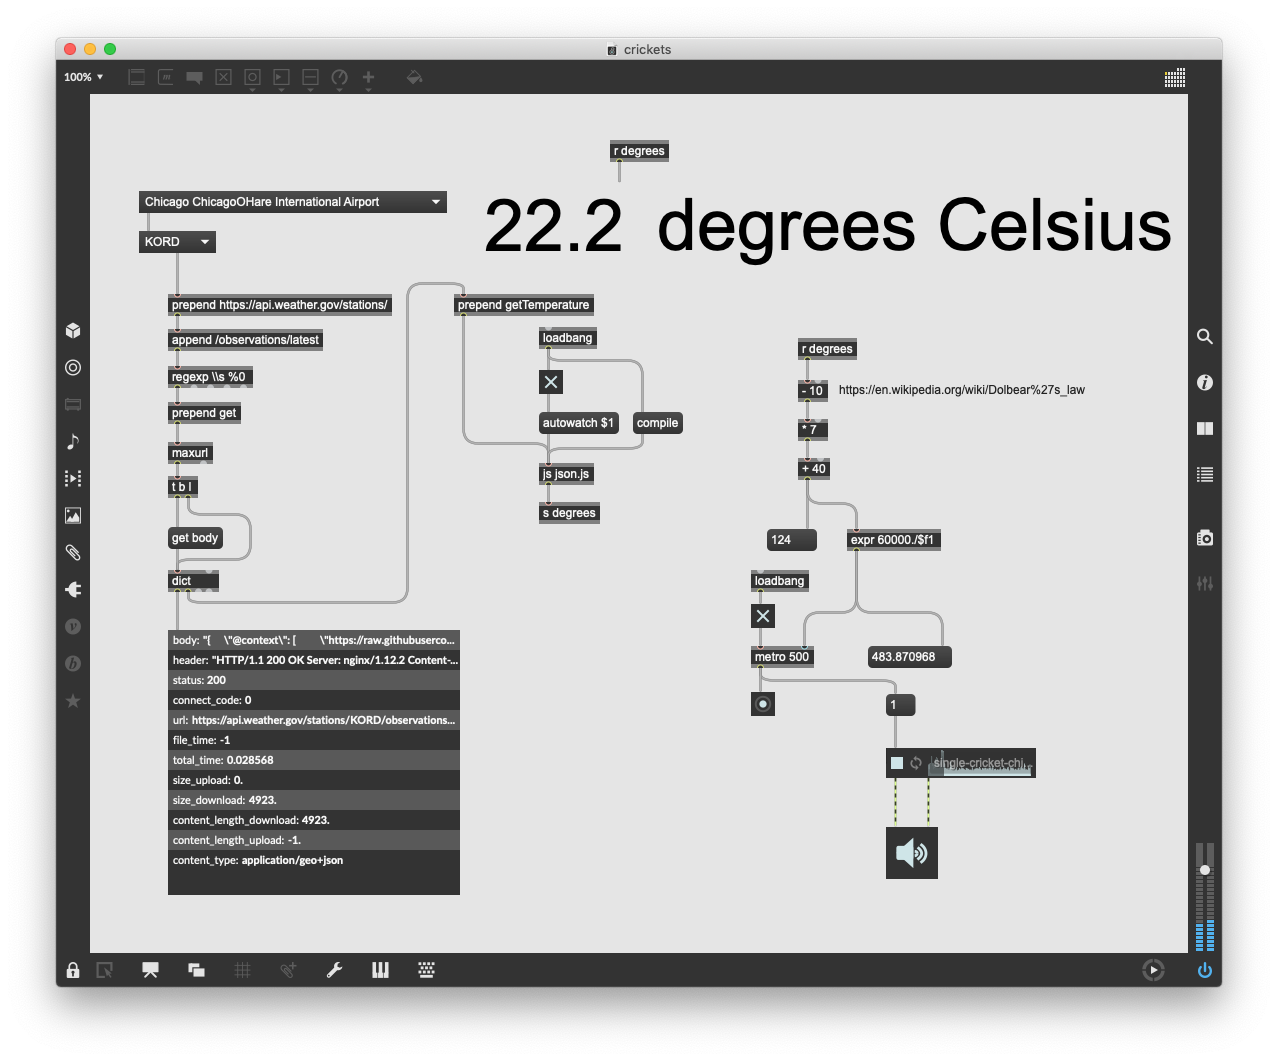 crickets
100%
r degrees
Chicago ChicagoOHare International Airport
22.2 degrees Celsius
KORD
prepend https://api.weather.gov/stations/
prepend getTemperature
append /observations/latest
loadbang
r degrees
regexp \\s %0
- 10
https://en.wikipedia.org/wiki/Dolbear%27s_law
prepend get
autowatch $1
compile
* 7
maxurl
+ 40
js json.js
t b l
s degrees
get body
124
expr 60000./$f1
dict
loadbang
body: "{ \"@context\": [ \"https://raw.githubuserco...
header: "HTTP/1.1 200 OK Server: nginx/1.12.2 Content-...
metro 500
483.870968
status: 200
connect_code: 0
1
url: https://api.weather.gov/stations/KORD/observations...
file_time: -1
total_time: 0.028568
single-cricket-chi...
size_upload: 0.
size_download: 4923.
content_length_download: 4923.
content_length_upload: -1.
content_type: application/geo+json